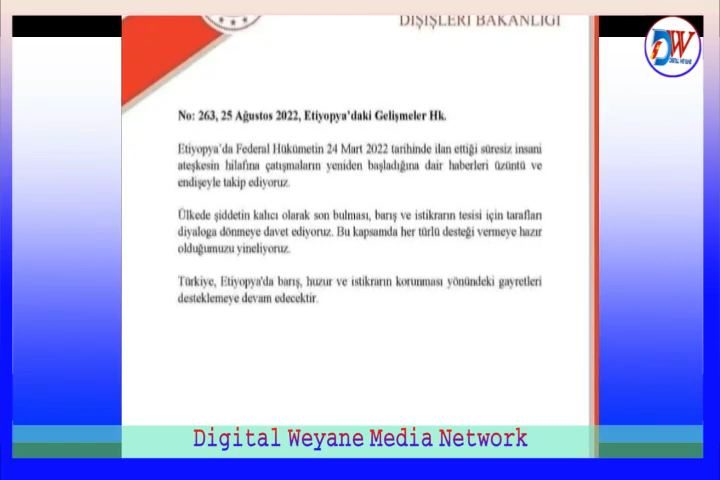 DIŞİŞLERİ BAKANLIĞI
DW
DIGITAL WEYANE
No: 263, 25 Ağustos 2022, Etiyopya'daki Gelişmeler Hk.
Etiyopya'da Federal Hükümetin 24 Mart 2022 tarihinde ilan ettiği süresiz insani
ateşkesin hilafına çatışmaların yeniden başladığına dair haberleri üzüntü ve
endişeyle takip ediyoruz.
Ülkede şiddetin kalıcı olarak son bulması, barış ve istikrarın tesisi için tarafları
diyaloga dönmeye davet ediyoruz. Bu kapsamda her türlü desteği vermeye hazır
olduğumuzu yineliyoruz.
Türkiye, Etiyopya'da barış, huzur ve istikrarın korunması yönündeki gayretleri
desteklemeye devam edecektir.
Digital Weyane Media Network